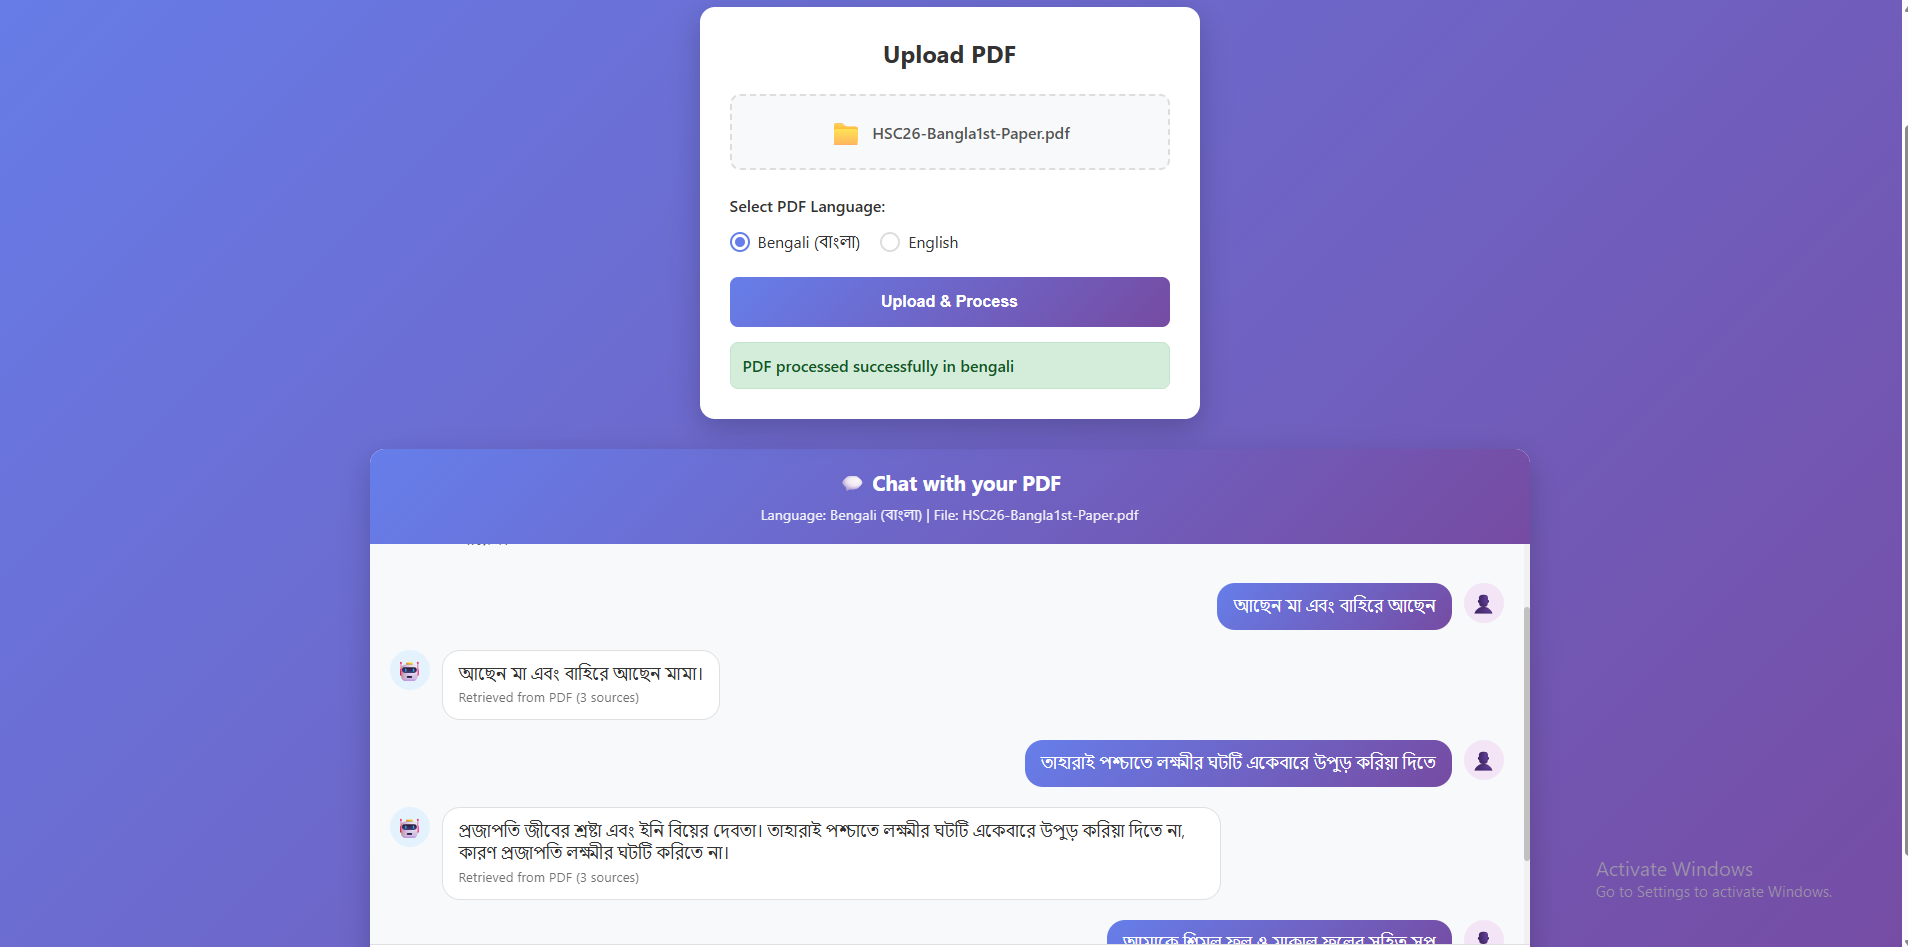 Upload PDF
HSC26-Bangla1st-Paper.pdf
Select PDF Language:
Bengali (বাংলা)
English
Upload & Process
PDF processed successfully in bengali
Chat with your PDF
Language: Bengali (বাংলা) | File: HSC26-Bangla1st-Paper.pdf
আছেন মা এবং বাহিরে আছেন
আছেন মা এবং বাহিরে আছেন মামা।
Retrieved from PDF (3 sources)
তাহারাই পশ্চাতে লক্ষ্মীর ঘটটি একেবারে উপুড় করিয়া দিতে
প্রজাপতি জীবের শ্রষ্টা এবং ইনি বিয়ের দেবতা। তাহারাই পশ্চাতে লক্ষ্মীর ঘটটি একেবারে উপুড় করিয়া দিতে না,
কারণ প্রজাপতি লক্ষ্মীর ঘটটি করিতে না।
Retrieved from PDF (3 sources)
আমাকে শিমুল ফুল ও মাকাল ফলের সহিত
Activate Windows
Go to Settings to activate Windows.